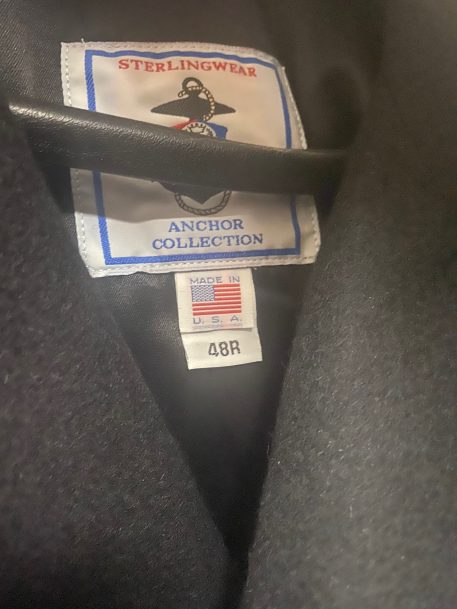 STERLINGWEAR
ANCHOR
COLLECTION
MADE IN
U. S. A.
48R